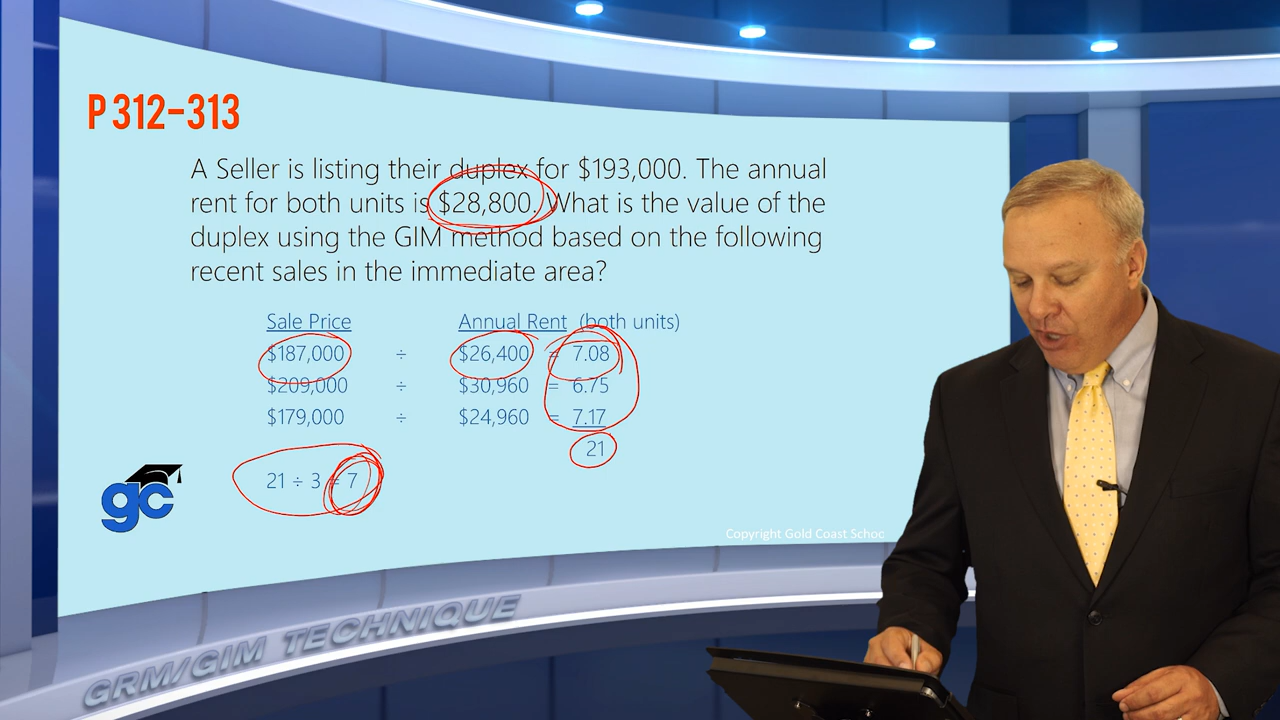 P 312-313
A Seller is listing their duplex for $193,000. The annual
rent for both units is $28,800. What is the value of the
duplex using the GIM method based on the following
recent sales in the immediate area?
Sale Price Annual Rent (both units)
$187,000 ÷ $26,400 = 7.08
$209,000 ÷ $30,960 = 6.75
$179,000 ÷ $24,960 = 7.17
21
21 ÷ 3 = 7
gc
Copyright Gold Coast Schoc
GRM/GIM TECHNIQUE